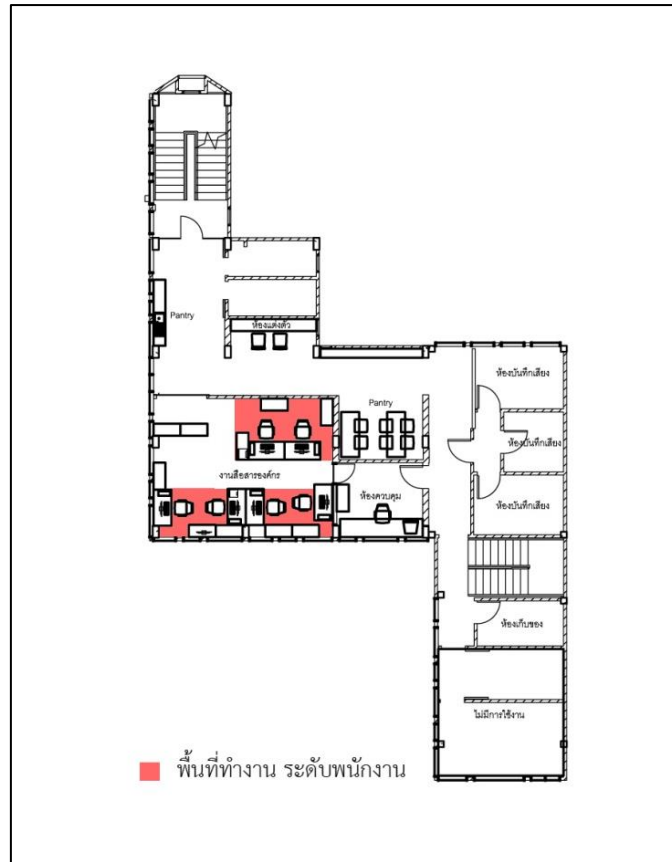 Pantry
ห้องแต่งตัว
ห้องบันทึกเสียง
Pantry
ห้องบันทึกเสียง
งานสื่อสารองค์กร
ห้องควบคุม
ห้องบันทึกเสียง
ห้องเก็บของ
ไม่มีการใช้งาน
พื้นที่ทำงาน ระดับพนักงาน